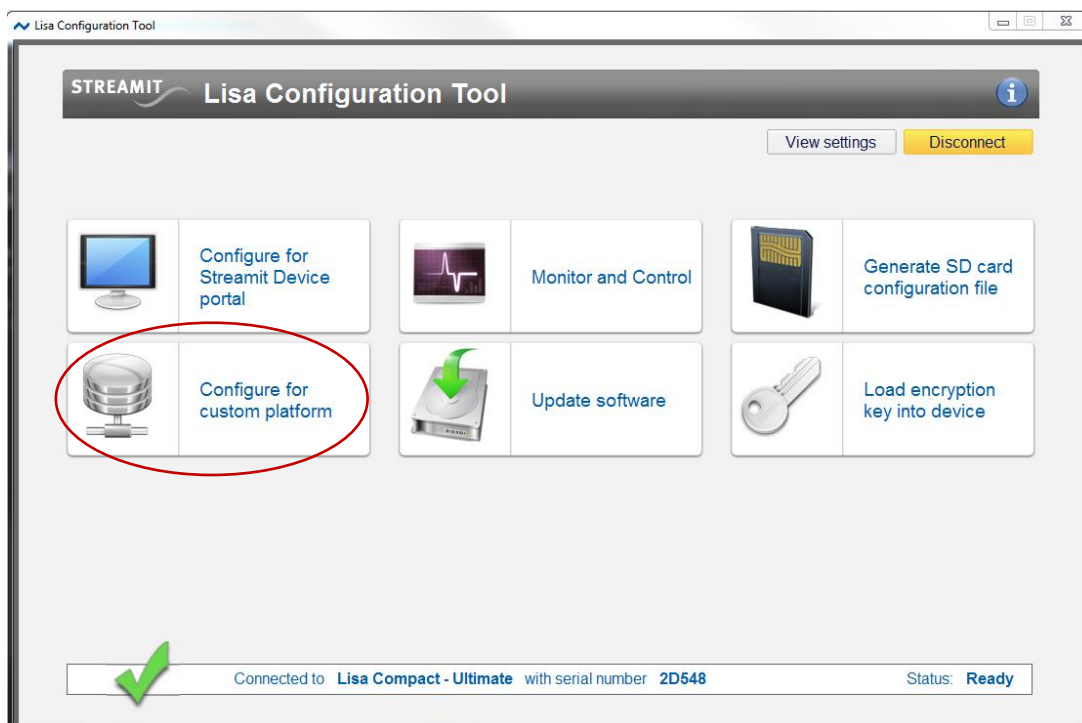 Lisa Configuration Tool
STREAMIT Lisa Configuration Tool
View settings Disconnect
Configure for
Streamit Device
portal
Monitor and Control
Generate SD card
configuration file
Configure for
custom platform
Update software
Load encryption
key into device
Connected to Lisa Compact - Ultimate with serial number 2D548 Status: Ready